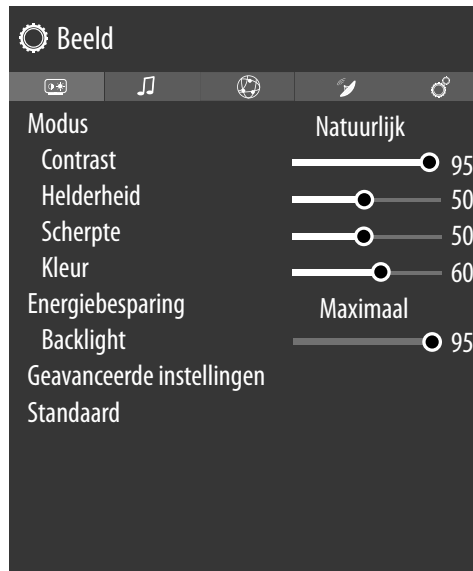 Beeld
Modus Natuurlijk
Contrast 95
Helderheid 50
Scherpte 50
Kleur 60
Energiebesparing Maximaal
Backlight 95
Geavanceerde instellingen
Standaard